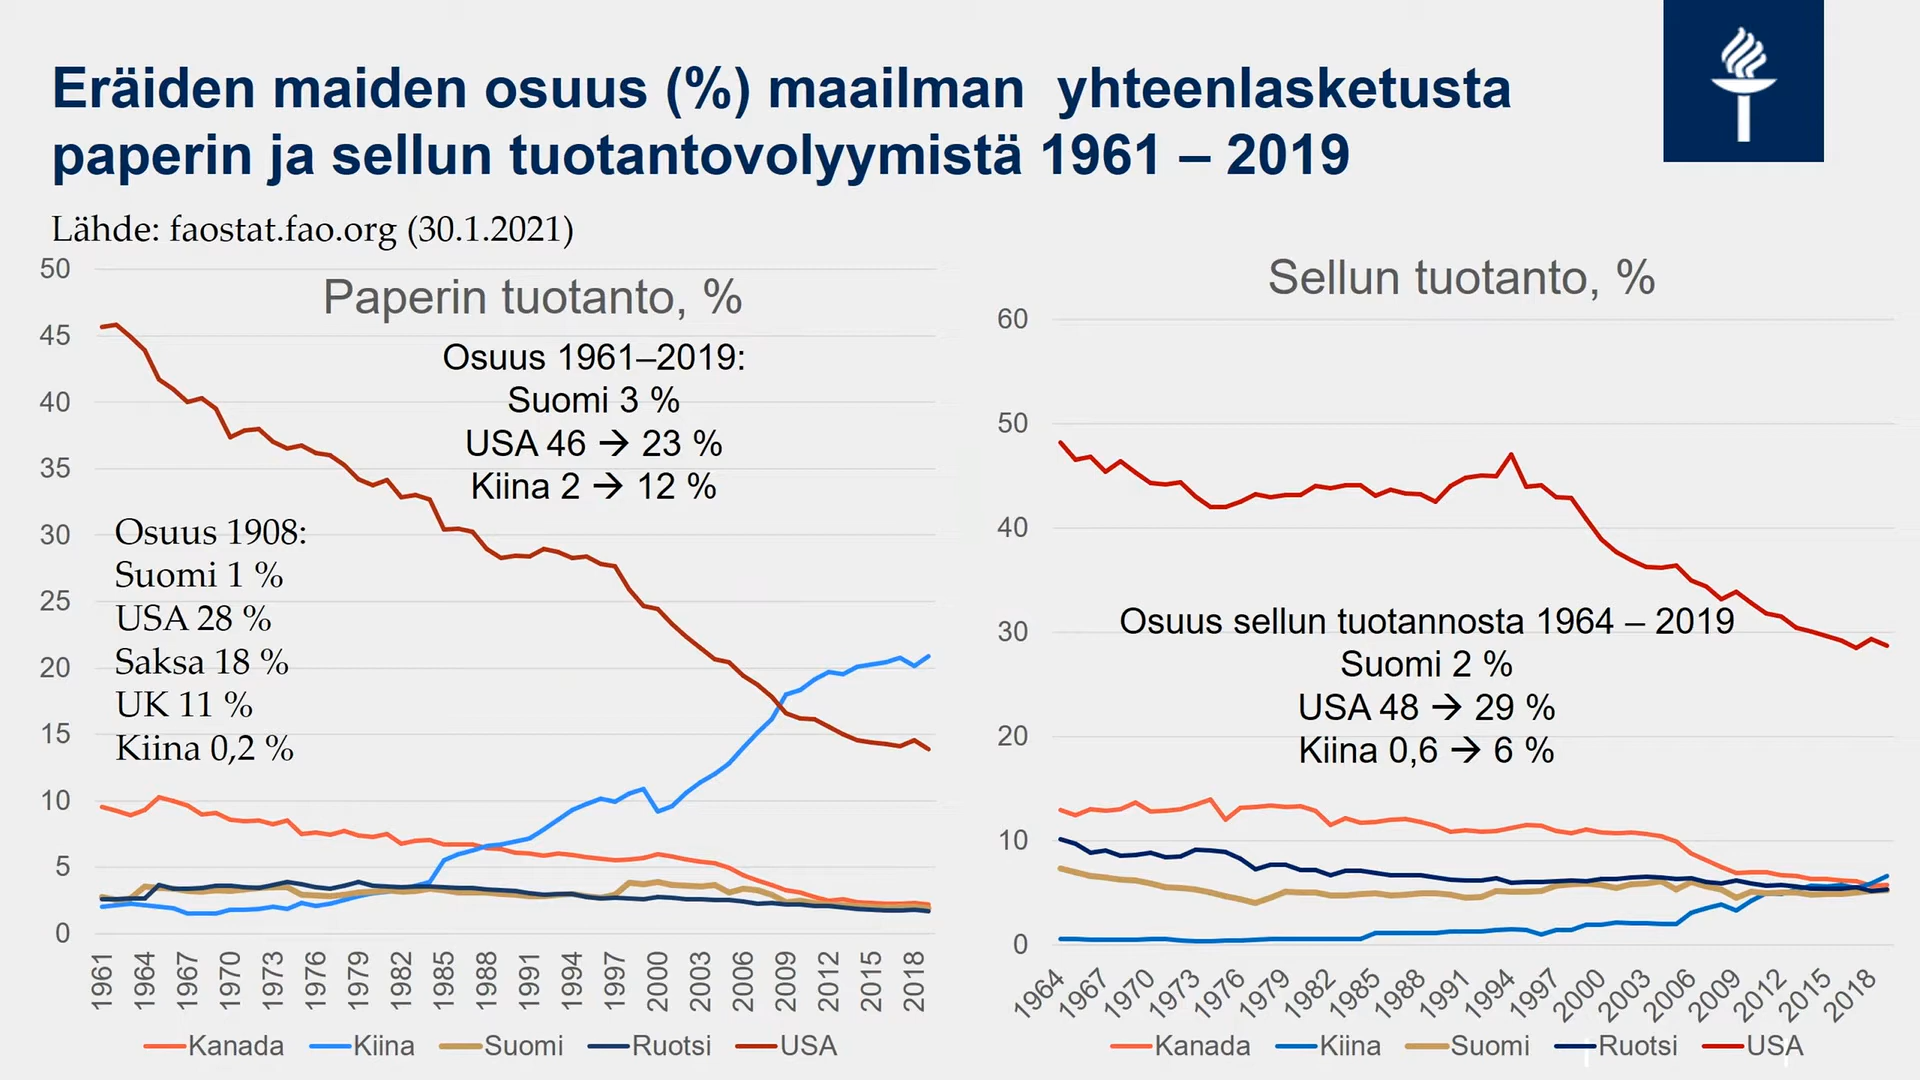 Eräiden maiden osuus (%) maailman yhteenlasketusta
paperin ja sellun tuotantovolyymistä 1961 – 2019
Lähde: faostat.fao.org (30.1.2021)
Paperin tuotanto, %
50
45
40
35
30
25
20
15
10
5
0
Osuus 1961–2019:
Suomi 3 %
USA 46 → 23 %
Kiina 2 → 12 %
Osuus 1908:
Suomi 1 %
USA 28 %
Saksa 18 %
UK 11 %
Kiina 0,2 %
1961 1964 1967 1970 1973 1976 1979 1982 1985 1988 1991 1994 1997 2000 2003 2006 2009 2012 2015 2018
Kanada Kiina Suomi Ruotsi USA
Sellun tuotanto, %
60
50
40
30
20
10
0
Osuus sellun tuotannosta 1964 – 2019
Suomi 2 %
USA 48 → 29 %
Kiina 0,6 → 6 %
1964 1967 1970 1973 1976 1979 1982 1985 1988 1991 1994 1997 2000 2003 2006 2009 2012 2015 2018
Kanada Kiina Suomi Ruotsi USA